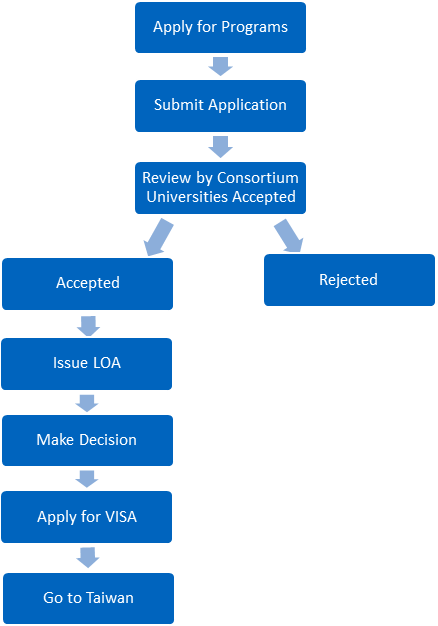 Apply for Programs
Submit Application
Review by Consortium
Universities Accepted
Accepted
Rejected
Issue LOA
Make Decision
Apply for VISA
Go to Taiwan